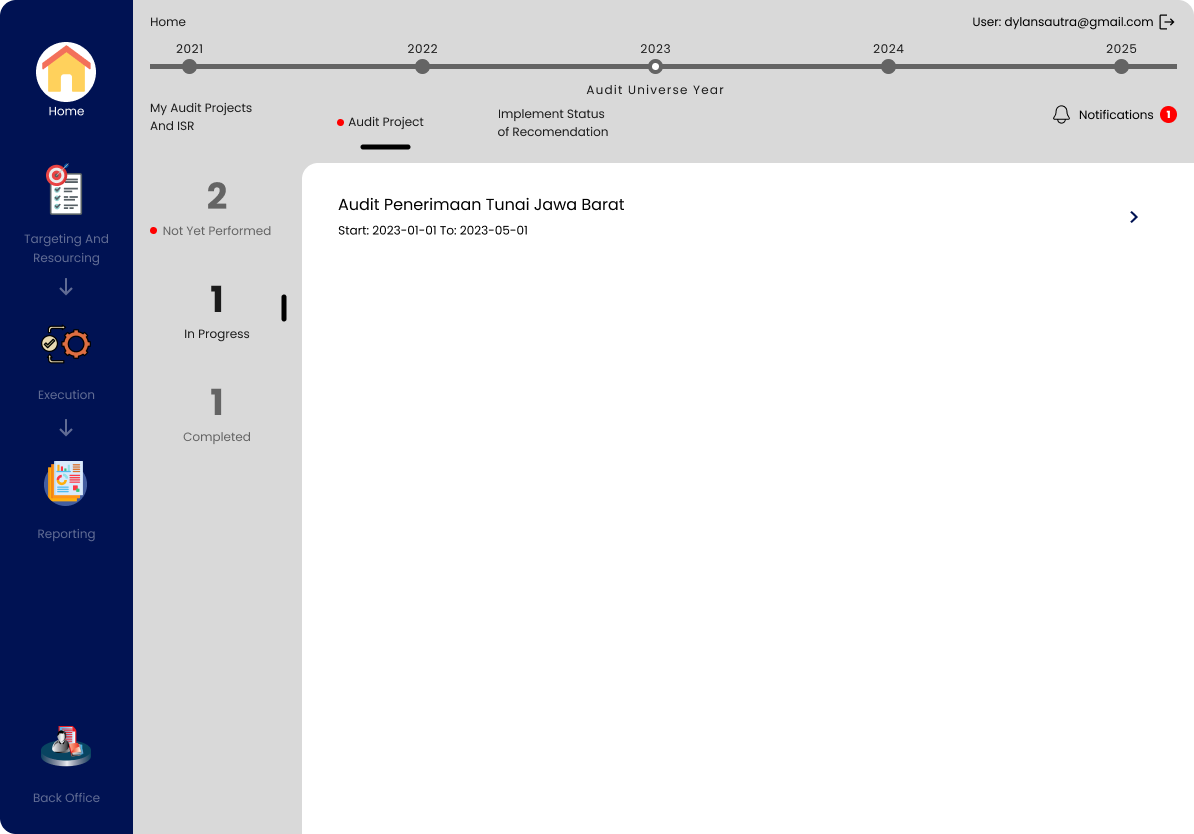 Home
Targeting And
Resourcing
Execution
Reporting
Back Office
Home
User: dylansautra@gmail.com
2021
2022
2023
2024
2025
Audit Universe Year
My Audit Projects
And ISR
Audit Project
Implement Status
of Recomendation
Notifications 1
2
Not Yet Performed
1
In Progress
1
Completed
Audit Penerimaan Tunai Jawa Barat
Start: 2023-01-01 To: 2023-05-01